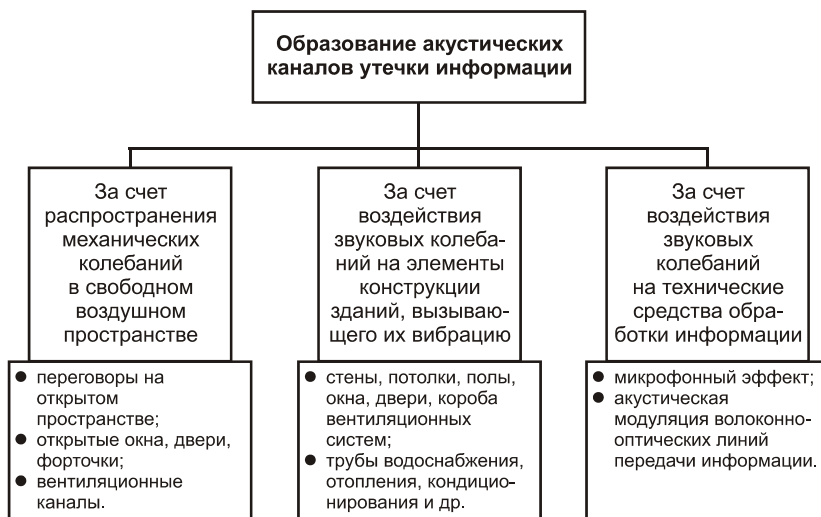 Образование акустических
каналов утечки информации
За счет
распространения
механических
колебаний
в свободном
воздушном
пространстве
● переговоры на
открытом
пространстве;
● открытые окна, двери,
форточки;
● вентиляционные
каналы.
За счет
воздействия
звуковых колеба-
ний на элементы
конструкции
зданий, вызываю-
щего их вибрацию
● стены, потолки, полы,
окна, двери, короба
вентиляционных
систем;
● трубы водоснабжения,
отопления, кондицио-
нирования и др.
За счет
воздействия
звуковых
колебаний
на технические
средства обра-
ботки информации
● микрофонный эффект;
● акустическая
модуляция волоконно-
оптических линий
передачи информации.